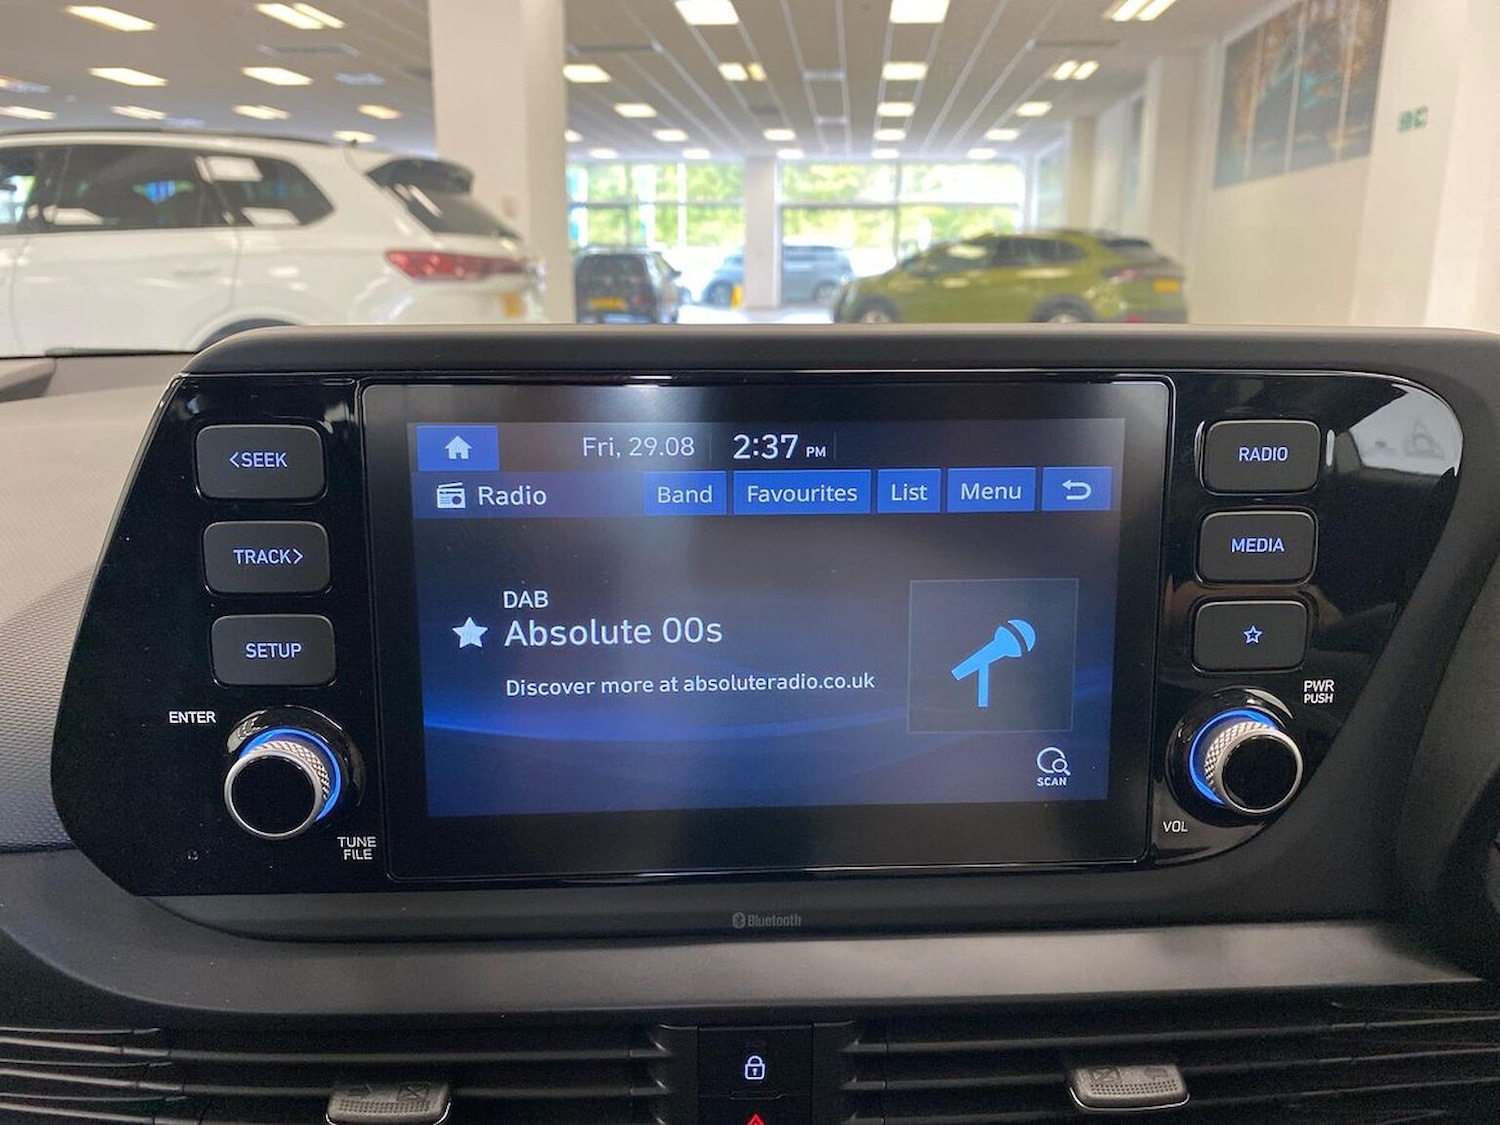 <SEEK
TRACK>
SETUP
ENTER
TUNE
FILE
Fri, 29.08
2:37 PM
Radio
Band
Favourites
List
Menu
DAB
Absolute 00s
Discover more at absoluteradio.co.uk
SCAN
RADIO
MEDIA
PWR
PUSH
VOL
Bluetooth